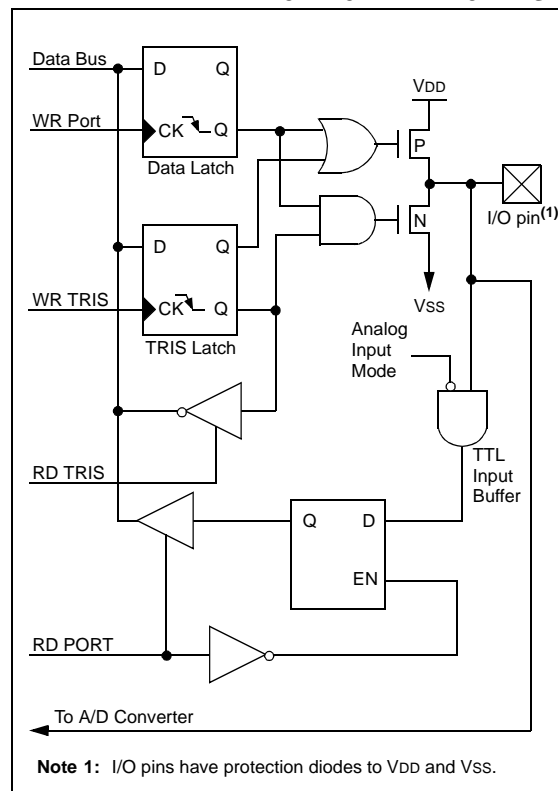 Data Bus
D Q
VDD
WR Port
CK Q
P
Data Latch
N
I/O pin(1)
D Q
WR TRIS
CK Q
VSS
TRIS Latch
Analog
Input
Mode
TTL
Input
Buffer
RD TRIS
Q D
EN
RD PORT
To A/D Converter
Note 1: I/O pins have protection diodes to VDD and VSS.